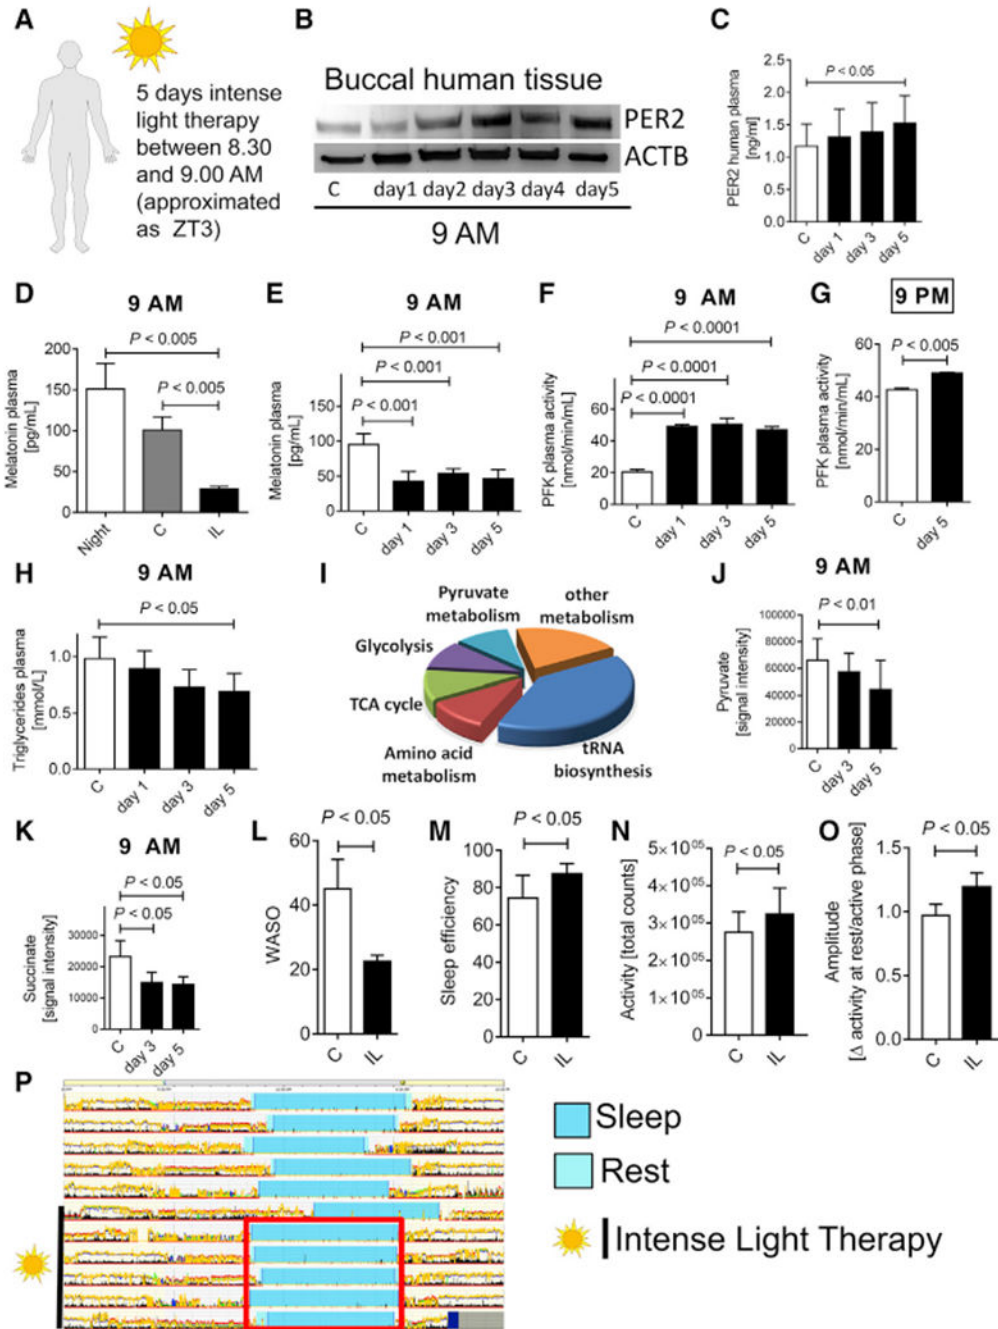 A
5 days intense
light therapy
between 8.30
and 9.00 AM
(approximated
as ZT3)
B
Buccal human tissue
PER2
ACTB
C day1 day2 day3 day4 day5
9 AM
C
PER2 human plasma
[ng/ml]
2.5
2.0
1.5
1.0
0.5
0.0
P < 0.05
C
day 1
day 3
day 5
D
9 AM
Melatonin plasma
[pg/mL]
200
150
100
50
0
P < 0.005
P < 0.005
Night
C
IL
E
9 AM
Melatonin plasma
[pg/mL]
150
100
50
0
P < 0.001
P < 0.001
P < 0.001
C
day 1
day 3
day 5
F
9 AM
PFK plasma activity
[nmol/min/mL]
60
40
20
0
P < 0.0001
P < 0.0001
P < 0.0001
C
day 1
day 3
day 5
G
9 PM
PFK plasma activity
[nmol/min/mL]
60
40
20
0
P < 0.005
C
day 5
H
9 AM
Triglycerides plasma
[mmol/L]
1.0
0.5
0.0
P < 0.05
C
day 1
day 3
day 5
I
Pyruvate
metabolism
other
metabolism
Glycolysis
TCA cycle
Amino acid
metabolism
tRNA
biosynthesis
J
9 AM
Pyruvate
[signal intensity]
100000
80000
60000
40000
20000
0
P < 0.01
C
day 3
day 5
K
9 AM
Succinate
[signal intensity]
30000
20000
10000
0
P < 0.05
P < 0.05
C
day 3
day 5
L
WASO
60
40
20
0
P < 0.05
C
IL
M
Sleep efficiency
100
80
60
40
20
0
P < 0.05
C
IL
N
Activity [total counts]
5×10⁰⁵
4×10⁰⁵
3×10⁰⁵
2×10⁰⁵
1×10⁰⁵
0
P < 0.05
C
IL
O
Amplitude
[Δ activity at rest/active phase]
1.5
1.0
0.5
0.0
P < 0.05
C
IL
P
Sleep
Rest
Intense Light Therapy